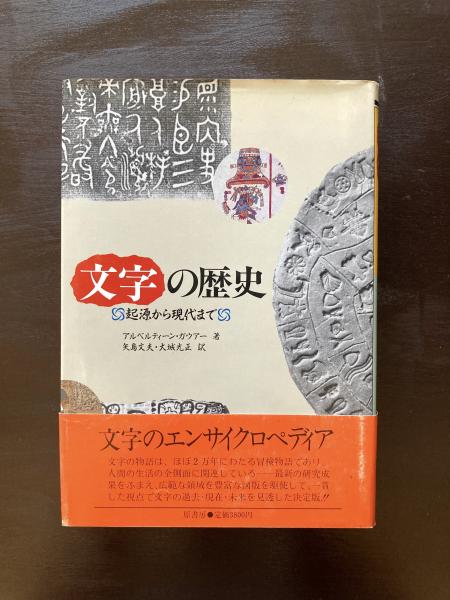 文字の歴史
起源から現代まで
アルベルティーン・ガウアー 著
矢島文夫・大城光正 訳
文字のエンサイクロペディア
文字の物語は、ほぼ2万年にわたる冒険物語であり、
人間の生活の全側面に関連している——最新の研究成
果をふまえ、広範な領域を豊富な図版を駆使して、一貫
した視点で文字の過去・現在・未来を見透した決定版!!
原書房●定価3800円